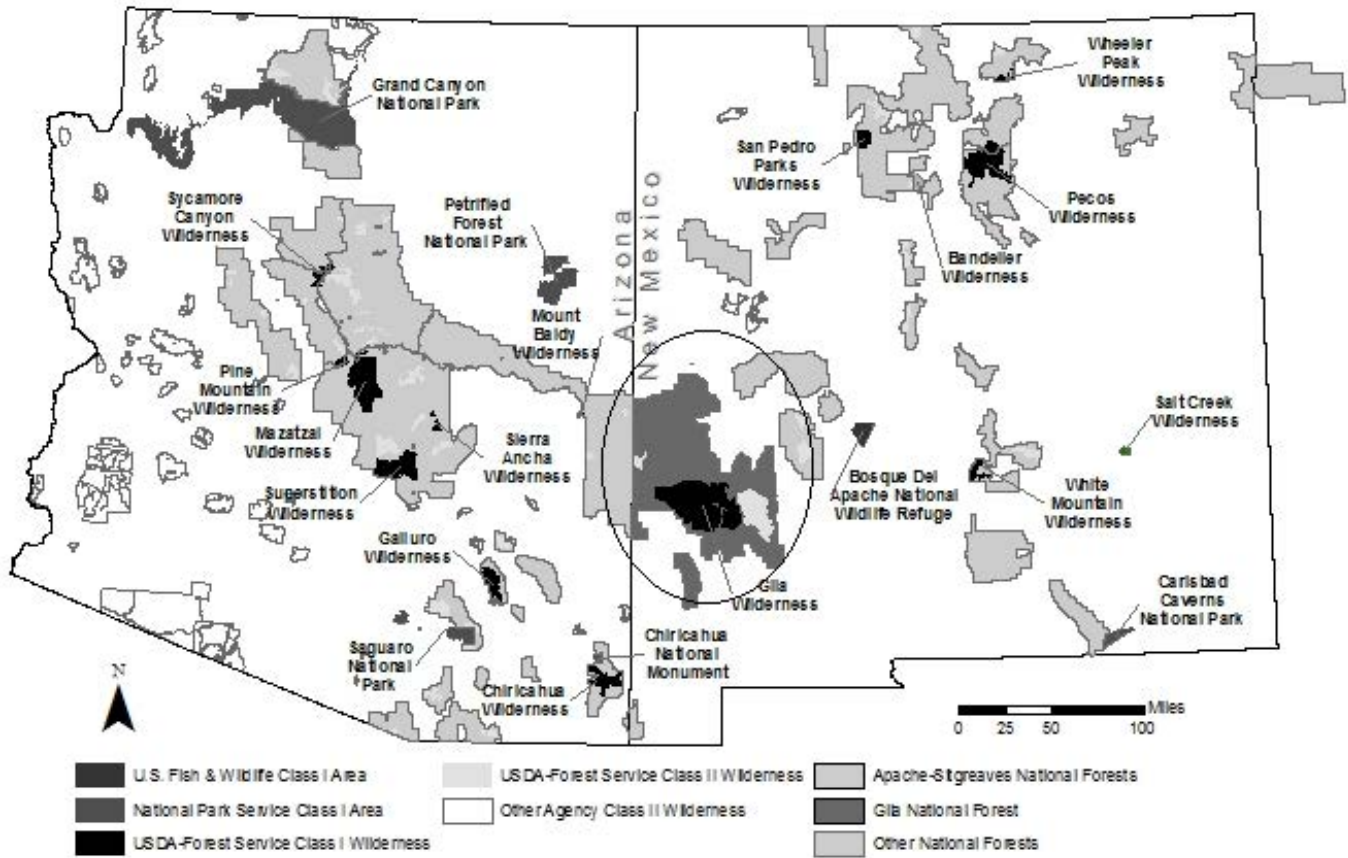 Wheeler
Peak
Wilderness
Grand Canyon
National Park
San Pedro
Parks
Wilderness
Sycamore
Canyon
Wilderness
Petrified
Forest
National Park
Pecos
Wilderness
Arizona
New Mexico
Bandelier
Wilderness
Mount
Baldy
Wilderness
Pine
Mountain
Wilderness
Salt Creek
Wilderness
Mazatzal
Wilderness
Sierra
Ancha
Wilderness
Bosque Del
Apache National
Wildlife Refuge
White
Mountain
Wilderness
Superstition
Wilderness
Galiuro
Wilderness
Gila
Wilderness
Carlsbad
Caverns
National Park
Saguaro
National
Park
Chiricahua
National
Monument
Chiricahua
Wilderness
N
Miles
0 25 50 100
U.S. Fish & Wildlife Class I Area
USDA-Forest Service Class II Wilderness
Apache-Sitgreaves National Forests
National Park Service Class I Area
Other Agency Class II Wilderness
Gila National Forest
USDA-Forest Service Class I Wilderness
Other National Forests